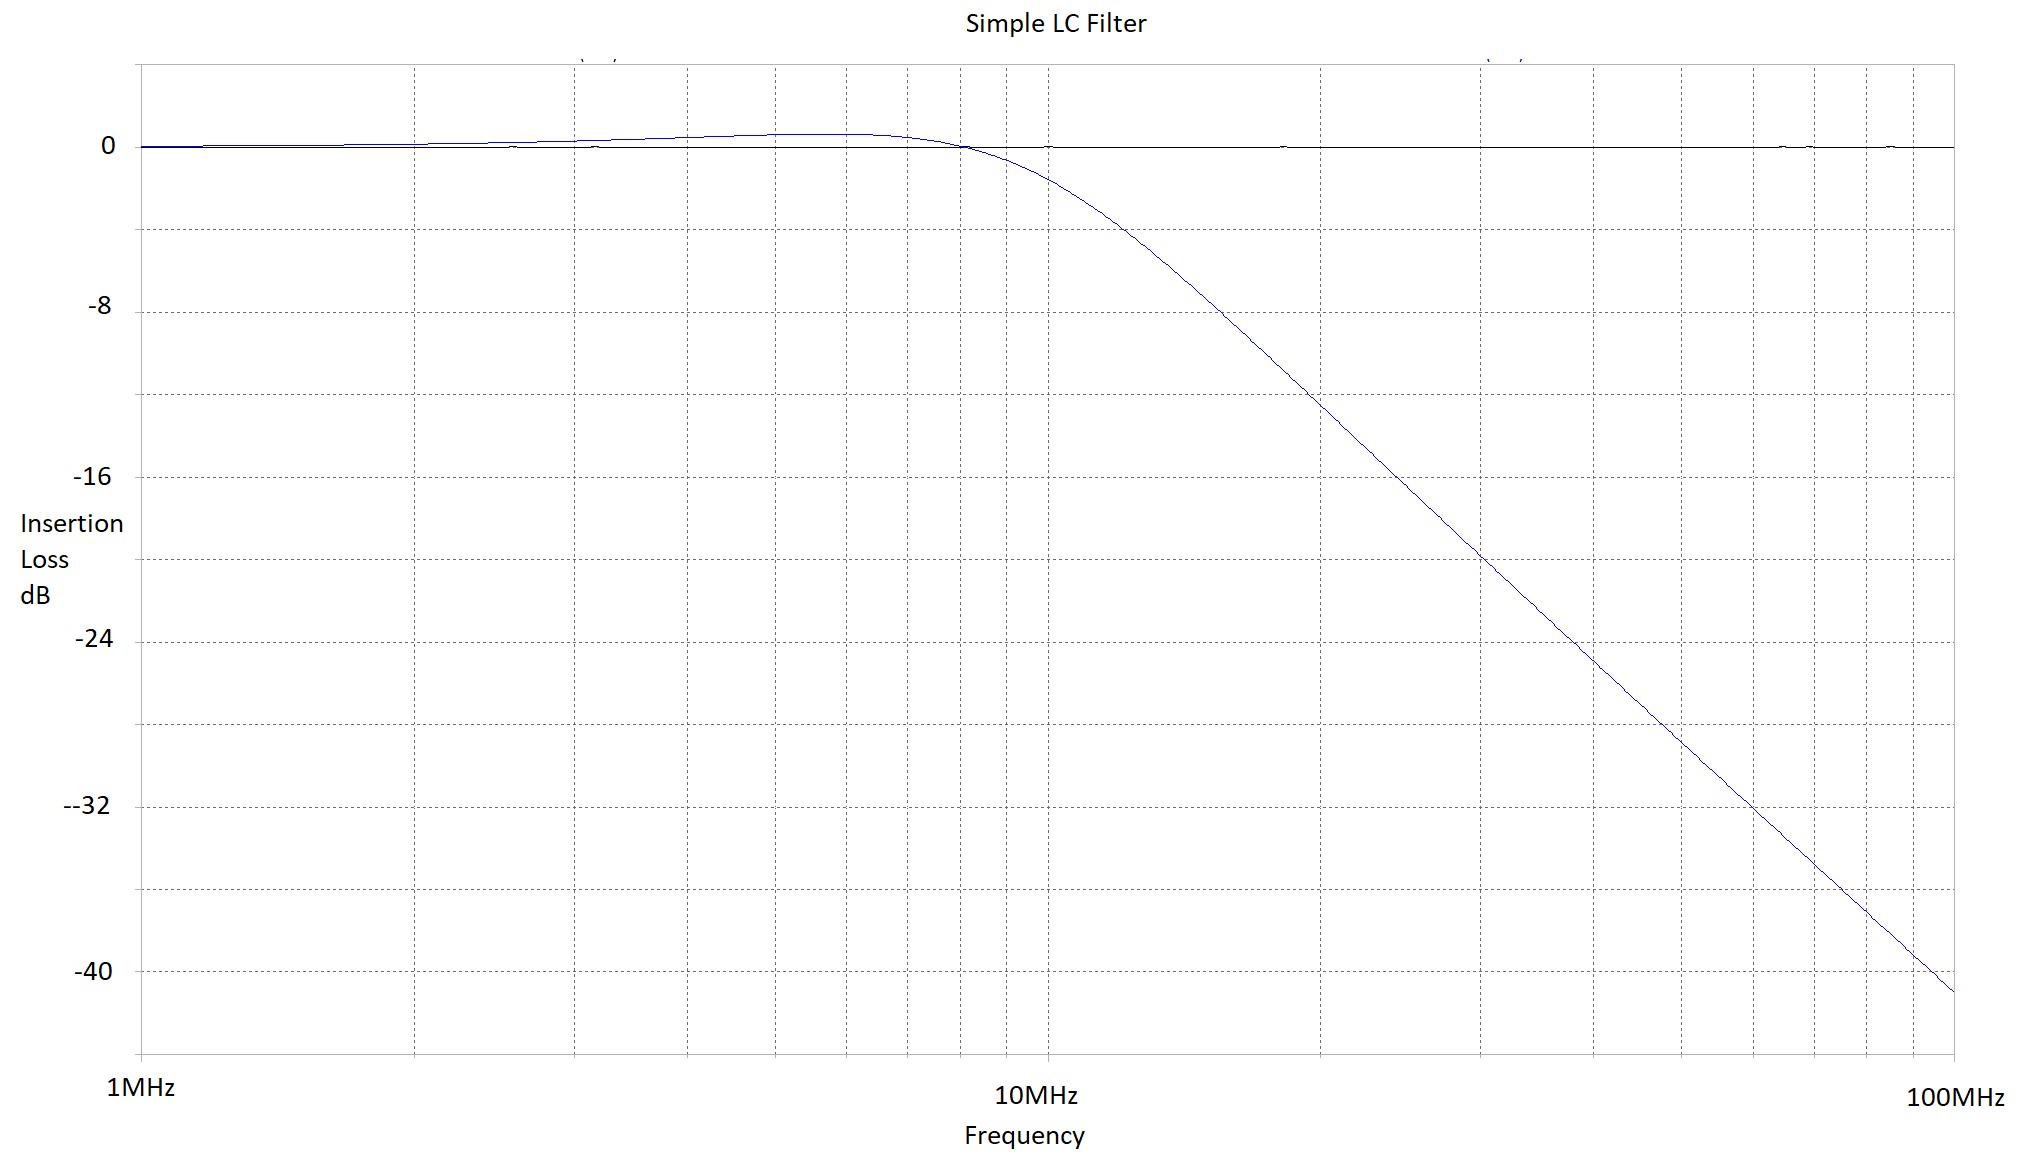 Simple LC Filter
0
-8
-16
Insertion
Loss
dB
-24
--32
-40
1MHz
10MHz
100MHz
Frequency